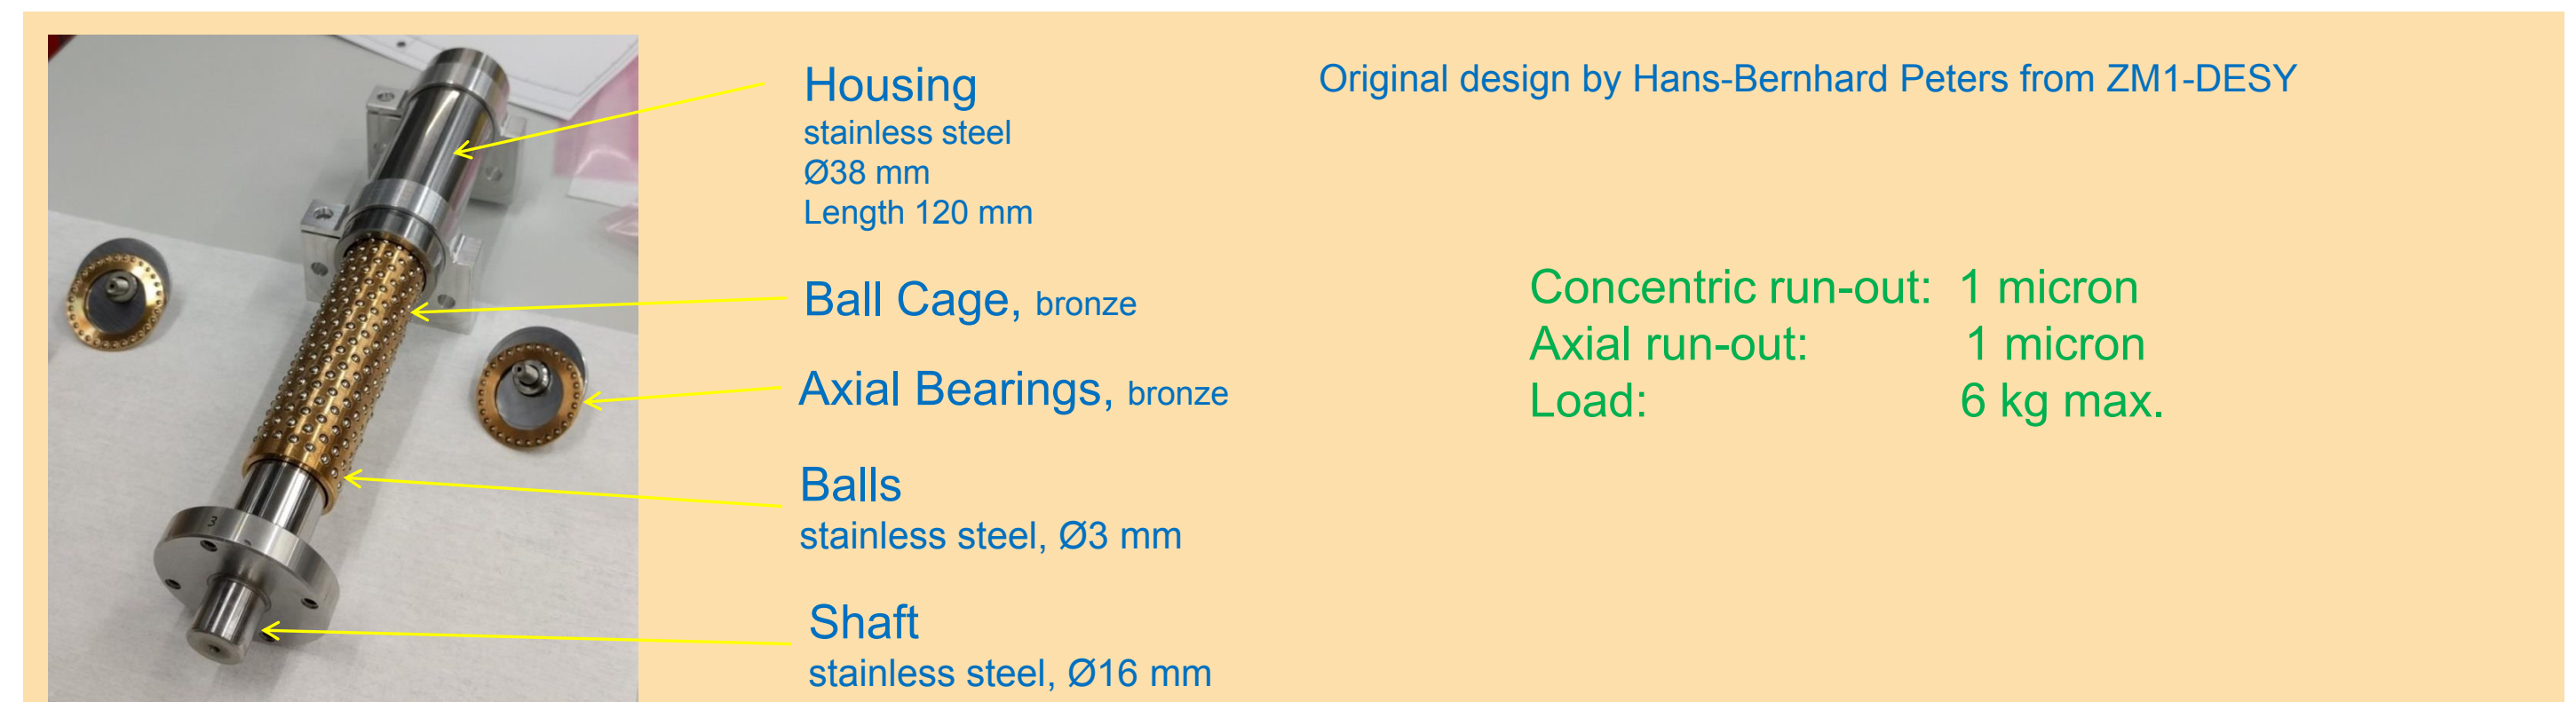 Original design by Hans-Bernhard Peters from ZM1-DESY
Housing
stainless steel
Ø38 mm
Length 120 mm
Ball Cage, bronze
Axial Bearings, bronze
Balls
stainless steel, Ø3 mm
Shaft
stainless steel, Ø16 mm
Concentric run-out: 1 micron
Axial run-out: 1 micron
Load: 6 kg max.
3